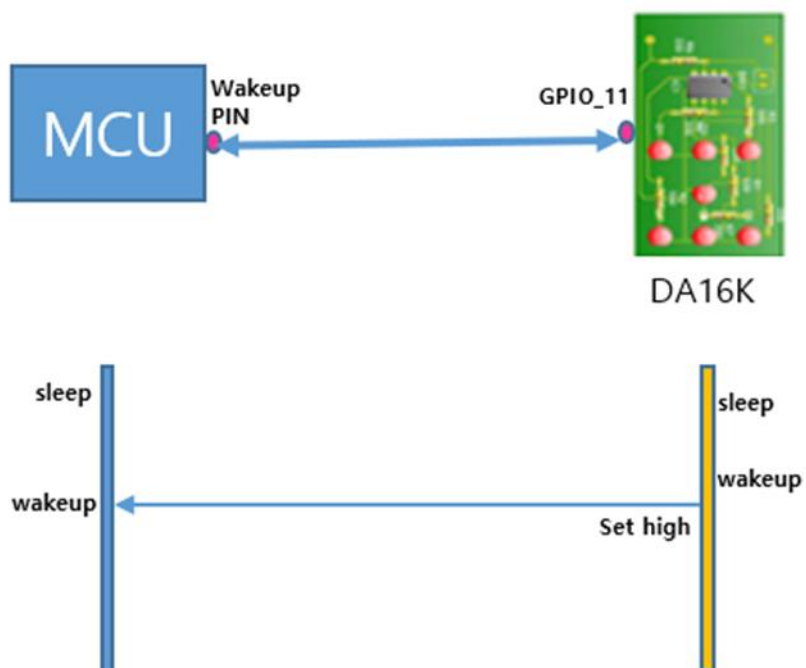 MCU
Wakeup
PIN
GPIO_11
DA16K
sleep
sleep
wakeup
wakeup
Set high